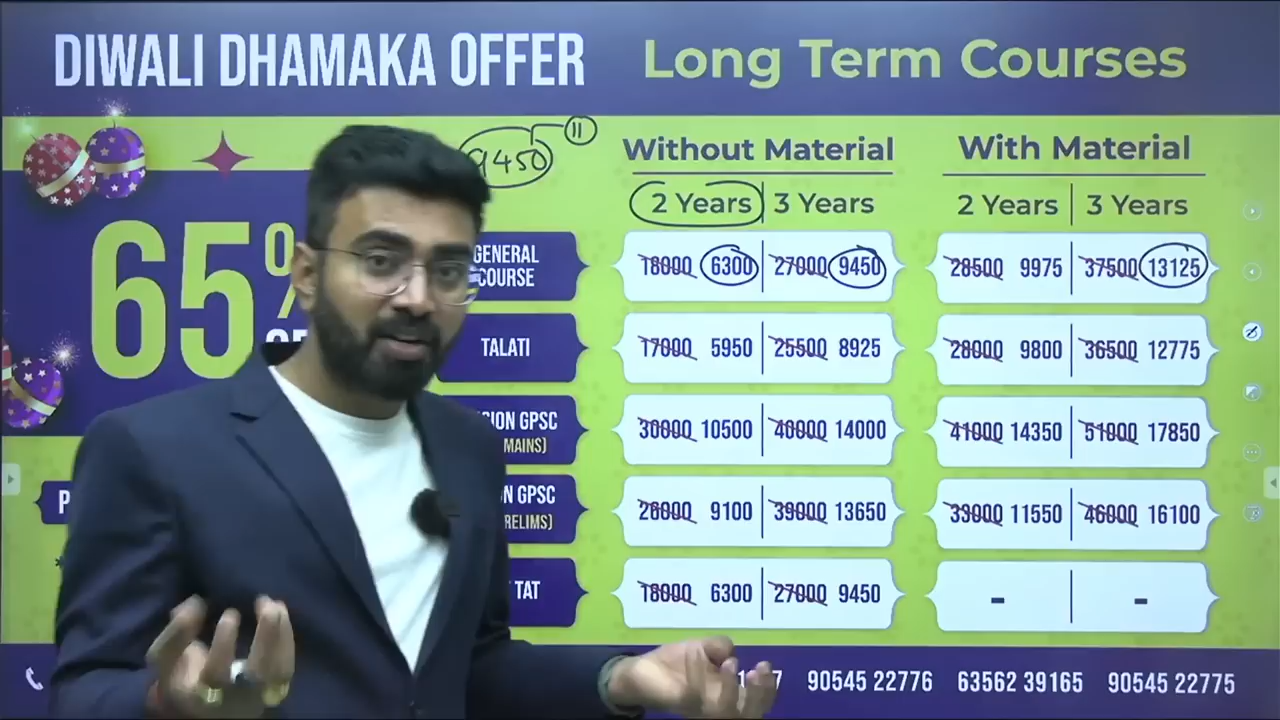 DIWALI DHAMAKA OFFER
Long Term Courses
9450
11
65%
Without Material
With Material
2 Years 3 Years
2 Years 3 Years
GENERAL COURSE
18000 6300 27000 9450
28500 9975 37500 13125
TALATI
17000 5950 25500 8925
28000 9800 36500 12775
GPSC
MAINS)
30000 10500 40000 14000
41000 14350 51000 17850
GPSC
26000 9100 39000 13650
33000 11550 46000 16100
TAT
18000 6300 27000 9450
- -
90545 22776 63562 39165 90545 22775